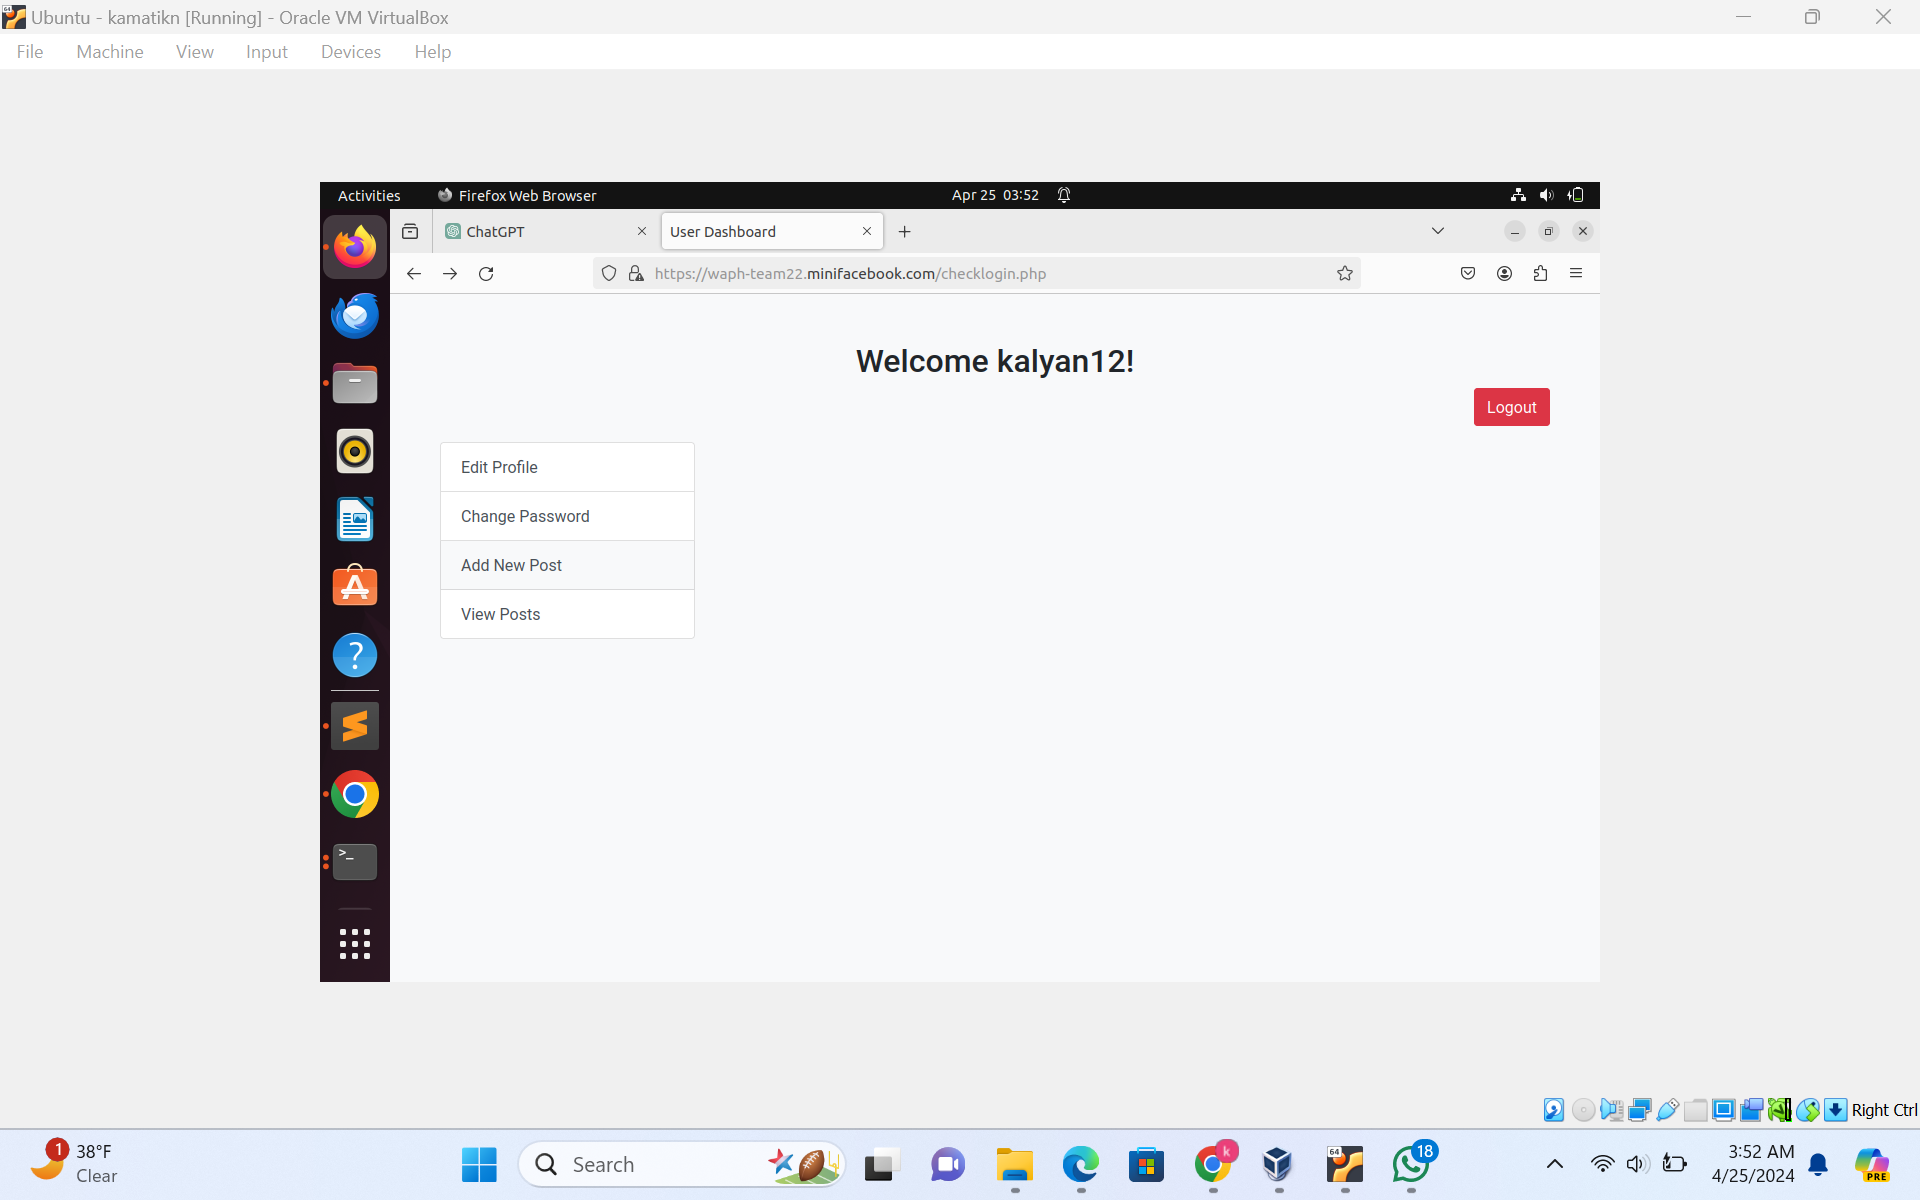 Ubuntu - kamatikn [Running] - Oracle VM VirtualBox
File Machine View Input Devices Help
Activities Firefox Web Browser Apr 25 03:52
ChatGPT User Dashboard
https://waph-team22.minifacebook.com/checklogin.php
Welcome kalyan12!
Logout
Edit Profile
Change Password
Add New Post
View Posts
?
>_
Right Ctrl
1 38°F
Clear
Search
k
64
18
3:52 AM
4/25/2024
PRE